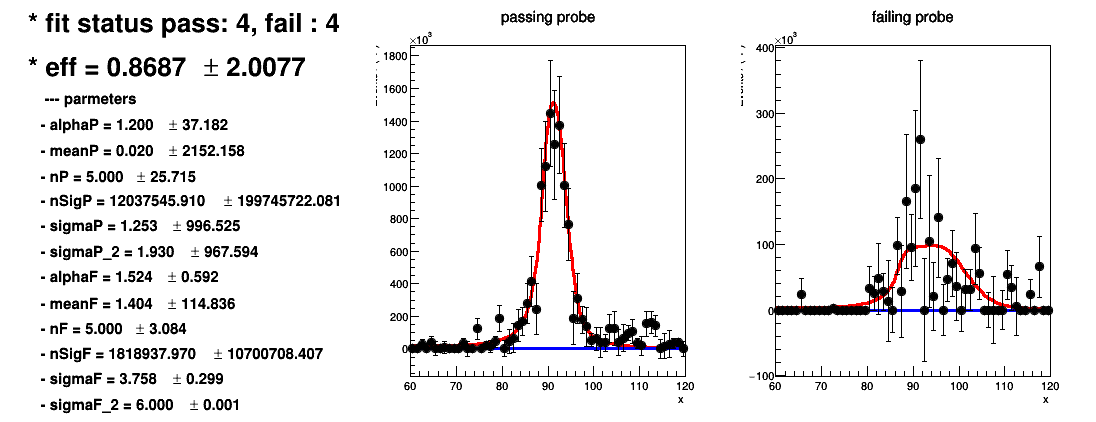 * fit status pass: 4, fail : 4
* eff = 0.8687 ± 2.0077
--- parmeters
- alphaP = 1.200 ± 37.182
- meanP = 0.020 ± 2152.158
- nP = 5.000 ± 25.715
- nSigP = 12037545.910 ± 199745722.081
- sigmaP = 1.253 ± 996.525
- sigmaP_2 = 1.930 ± 967.594
- alphaF = 1.524 ± 0.592
- meanF = 1.404 ± 114.836
- nF = 5.000 ± 3.084
- nSigF = 1818937.970 ± 10700708.407
- sigmaF = 3.758 ± 0.299
- sigmaF_2 = 6.000 ± 0.001
passing probe
×10³
1800
1600
1400
1200
1000
800
600
400
200
0
60 70 80 90 100 110 120
x
failing probe
×10³
400
300
200
100
0
−100
60 70 80 90 100 110 120
x